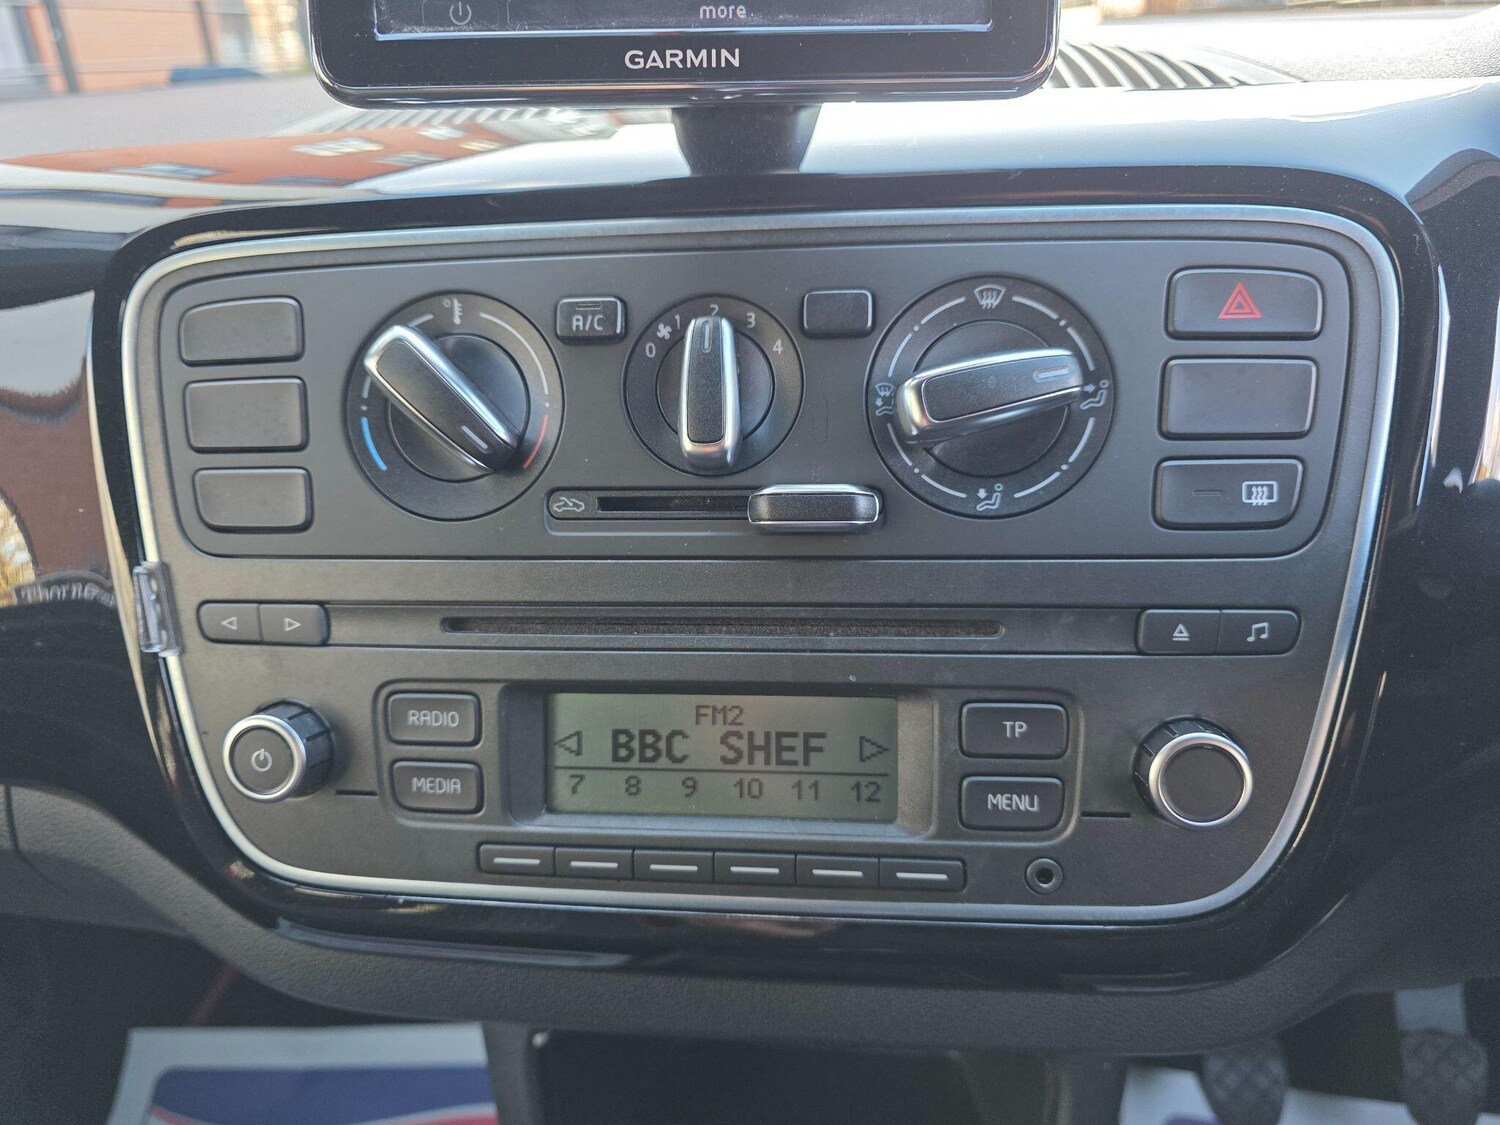 more
GARMIN
A/C
0 1 2 3 4
RADIO
MEDIA
FM2
BBC SHEF
7 8 9 10 11 12
TP
MENU
Thorne